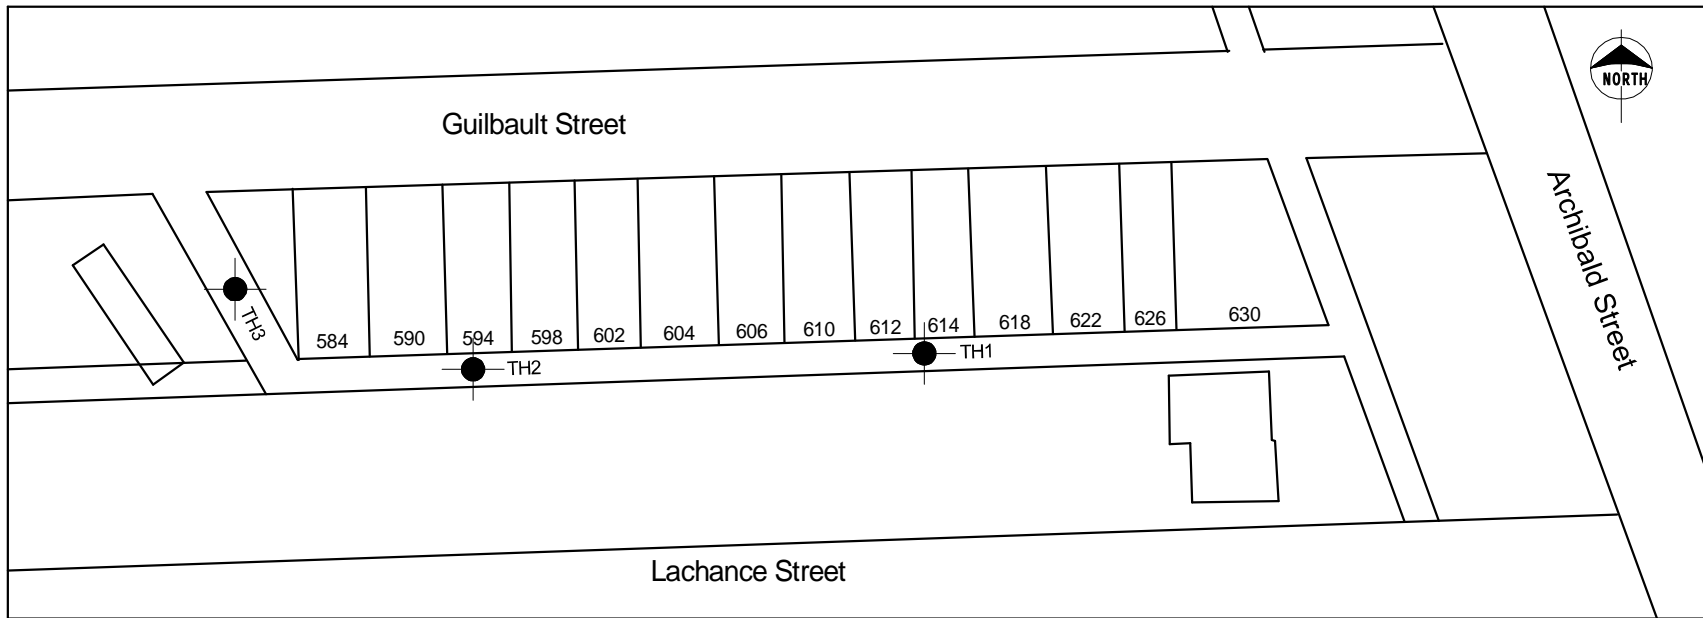 NORTH
Guilbault Street
Archibald Street
TH3
584
590
594
598
602
604
606
610
612
614
618
622
626
630
TH2
TH1
Lachance Street